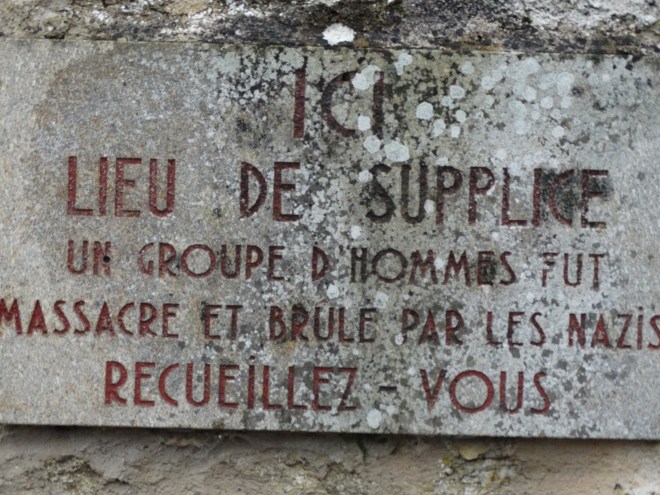 ICI
LIEU DE SUPPLICE
UN GROUPE D'HOMMES FUT
MASSACRE ET BRULE PAR LES NAZIS
RECUEILLEZ - VOUS